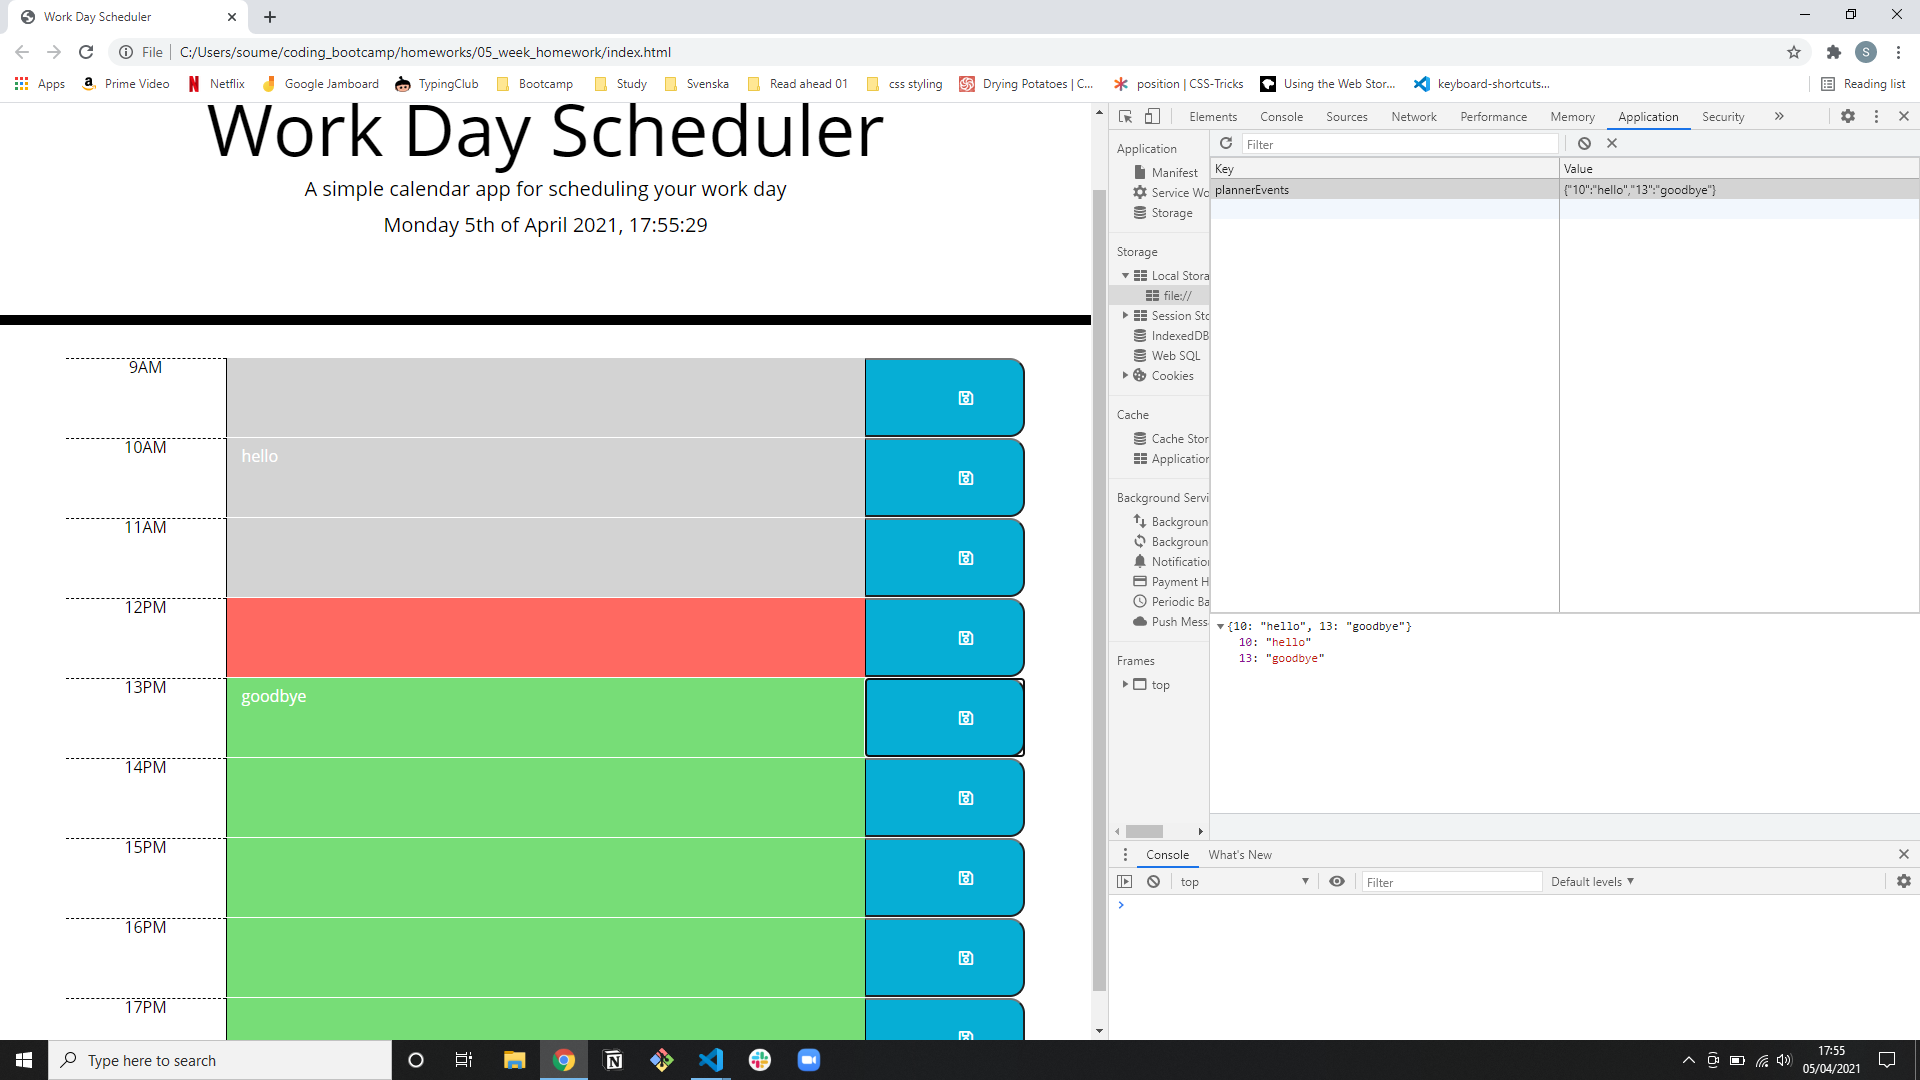 Work Day Scheduler
File C:/Users/soume/coding_bootcamp/homeworks/05_week_homework/index.html S
Apps Prime Video Netflix Google Jamboard TypingClub Bootcamp Study Svenska Read ahead 01 css styling Drying Potatoes | C... position | CSS-Tricks Using the Web Stor... keyboard-shortcuts... Reading list
Work Day Scheduler
A simple calendar app for scheduling your work day
Monday 5th of April 2021, 17:55:29
9AM
10AM hello
11AM
12PM
13PM goodbye
14PM
15PM
16PM
17PM
Elements Console Sources Network Performance Memory Application Security
Application
Manifest
Service Wo
Storage
Storage
Local Stora
file://
Session Sto
IndexedDB
Web SQL
Cookies
Cache
Cache Stor
Application
Background Servi
Backgroun
Backgroun
Notification
Payment H
Periodic Ba
Push Mess
Frames
top
Filter
Key Value
plannerEvents {"10":"hello","13":"goodbye"}
{10: "hello", 13: "goodbye"}
10: "hello"
13: "goodbye"
Console What's New
top Filter Default levels
Type here to search
17:55
05/04/2021